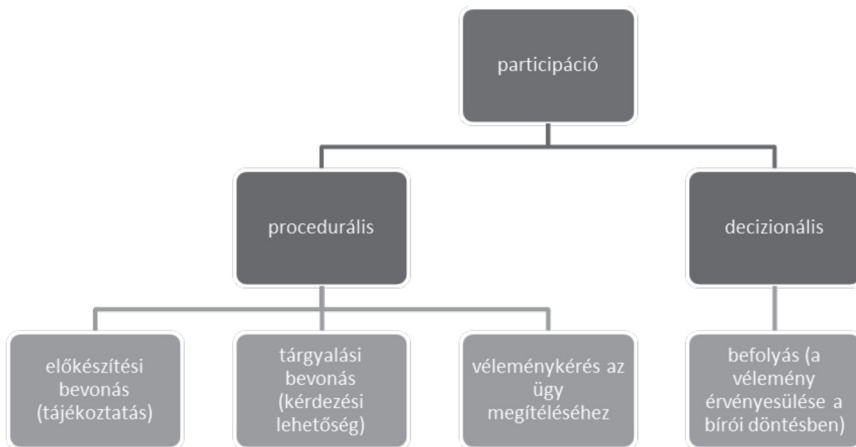 participáció
procedurális
decizionális
előkészítési
bevonás
(tájékoztatás)
tárgyalási
bevonás
(kérdezési
lehetőség)
véleménykérés az
ügy
megítéléséhez
befolyás (a
vélemény
érvényesülése a
bírói döntésben)